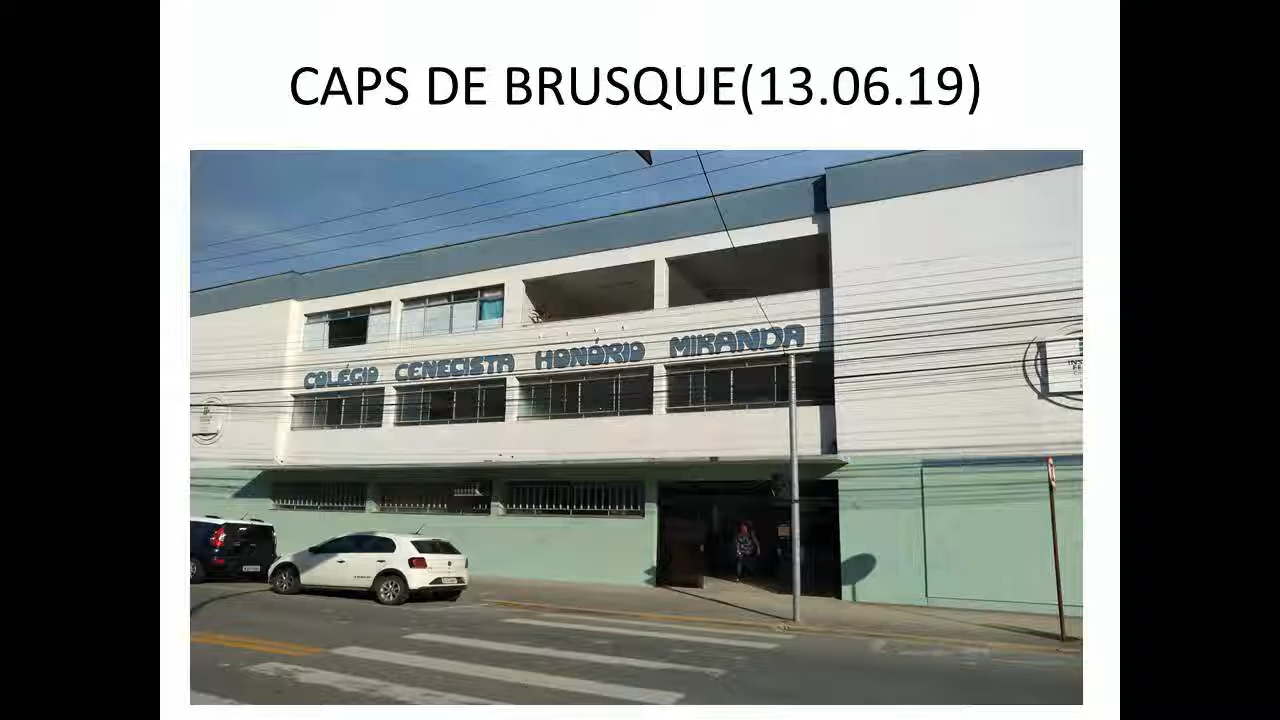 CAPS DE BRUSQUE(13.06.19)
COLÉGIO CENECISTA HONÓRIO MIRANDA